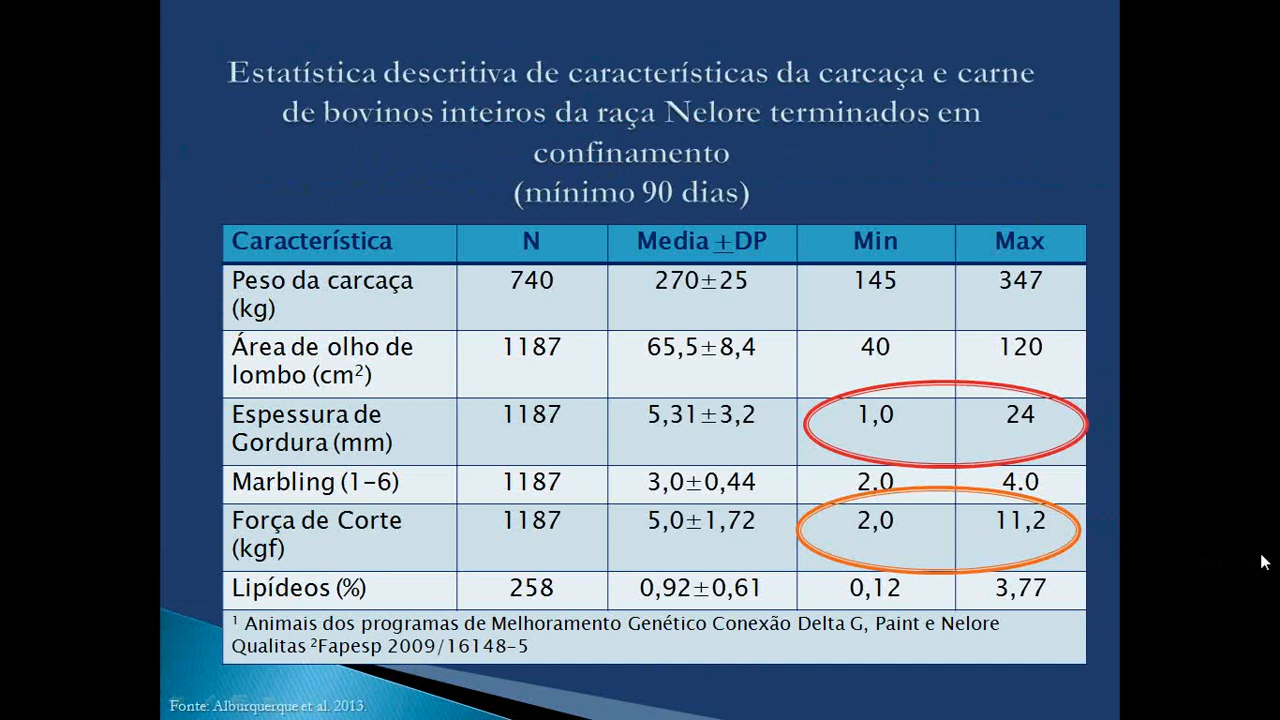 Estatística descritiva de características da carcaça e carne
de bovinos inteiros da raça Nelore terminados em
confinamento
(mínimo 90 dias)
Característica N Media ±DP Min Max
Peso da carcaça 740 270±25 145 347
(kg)
Área de olho de 1187 65,5±8,4 40 120
lombo (cm²)
Espessura de 1187 5,31±3,2 1,0 24
Gordura (mm)
Marbling (1-6) 1187 3,0±0,44 2.0 4.0
Força de Corte 1187 5,0±1,72 2,0 11,2
(kgf)
Lipídeos (%) 258 0,92±0,61 0,12 3,77
¹ Animais dos programas de Melhoramento Genético Conexão Delta G, Paint e Nelore
Qualitas ²Fapesp 2009/16148-5
Fonte: Alburquerque et al. 2013.